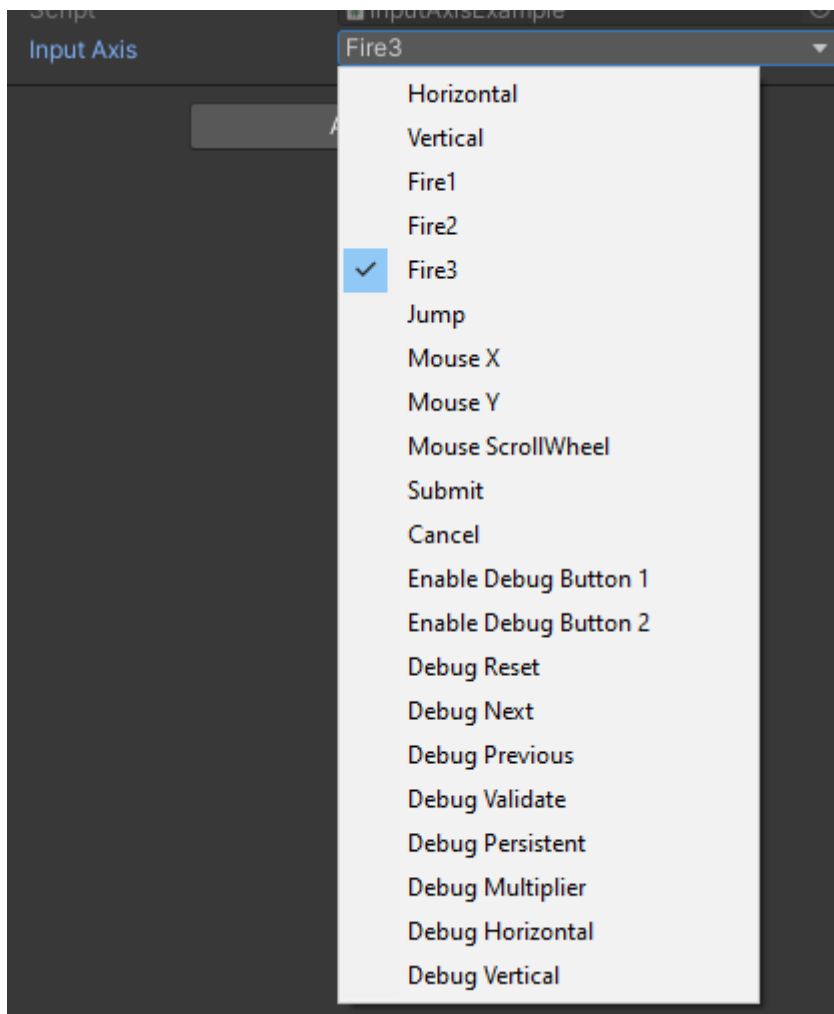 Script
InputAxisExample
Input Axis
Fire3
Horizontal
Vertical
Fire1
Fire2
Fire3
Jump
Mouse X
Mouse Y
Mouse ScrollWheel
Submit
Cancel
Enable Debug Button 1
Enable Debug Button 2
Debug Reset
Debug Next
Debug Previous
Debug Validate
Debug Persistent
Debug Multiplier
Debug Horizontal
Debug Vertical